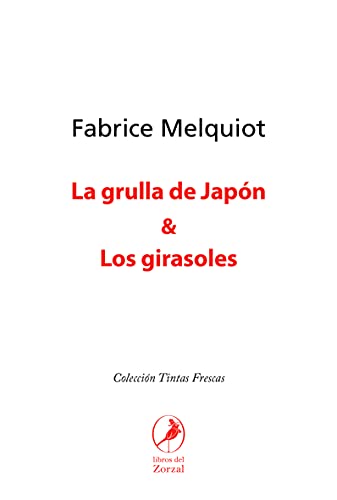 Fabrice Melquiot
La grulla de Japón
&
Los girasoles
Colección Tintas Frescas
libros del
Zorzal